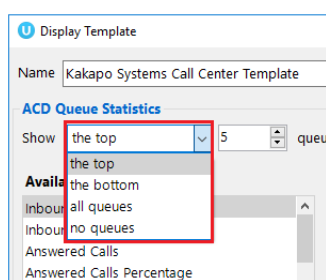 Display Template
Name Kakapo Systems Call Center Template
ACD Queue Statistics
Show the top 5
the top
the bottom
all queues
no queues
Answered Calls
Answered Calls Percentage